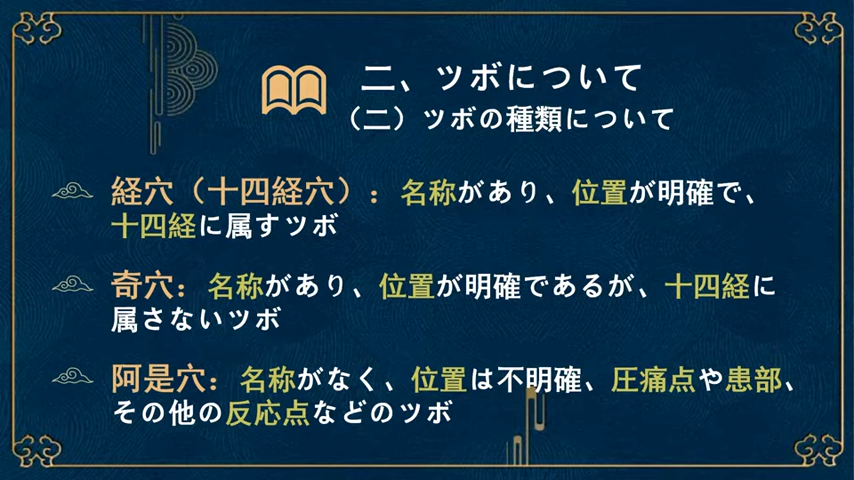 二、ツボについて
（二）ツボの種類について
経穴（十四経穴）：名称があり、位置が明確で、
十四経に属すツボ
奇穴：名称があり、位置が明確であるが、十四経に
属さないツボ
阿是穴：名称がなく、位置は不明確、圧痛点や患部、
その他の反応点などのツボ